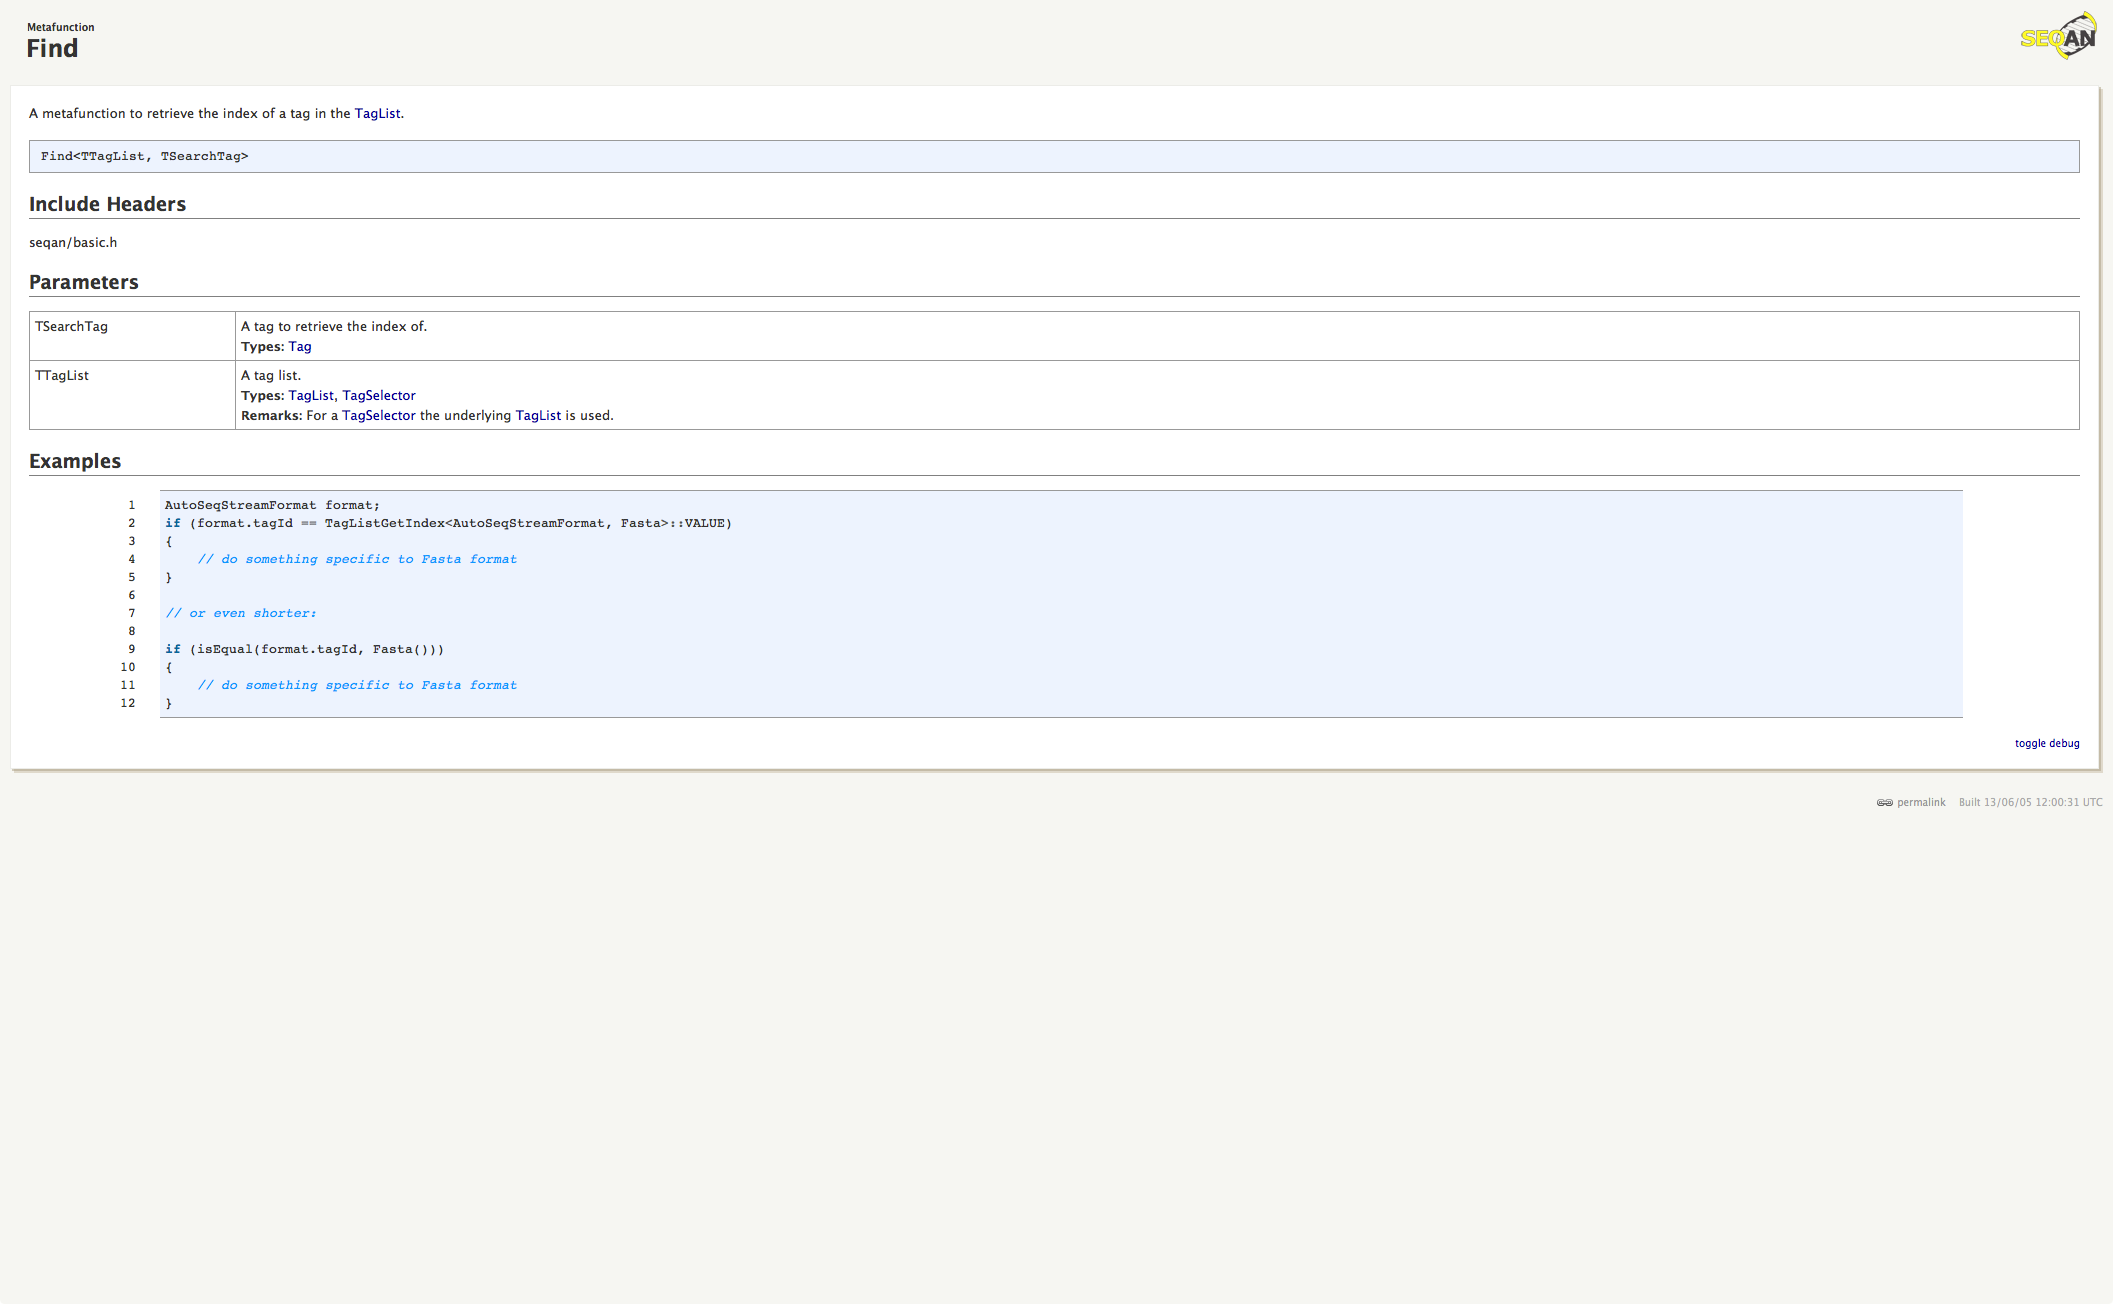 Metafunction
Find
SEQAN
A metafunction to retrieve the index of a tag in the TagList.
Find<TTagList, TSearchTag>
Include Headers
seqan/basic.h
Parameters
TSearchTag
A tag to retrieve the index of.
Types: Tag
TTagList
A tag list.
Types: TagList, TagSelector
Remarks: For a TagSelector the underlying TagList is used.
Examples
1 AutoSeqStreamFormat format;
2 if (format.tagId == TagListGetIndex<AutoSeqStreamFormat, Fasta>::VALUE)
3 {
4 // do something specific to Fasta format
5 }
6
7 // or even shorter:
8
9 if (isEqual(format.tagId, Fasta()))
10 {
11 // do something specific to Fasta format
12 }
toggle debug
permalink Built 13/06/05 12:00:31 UTC